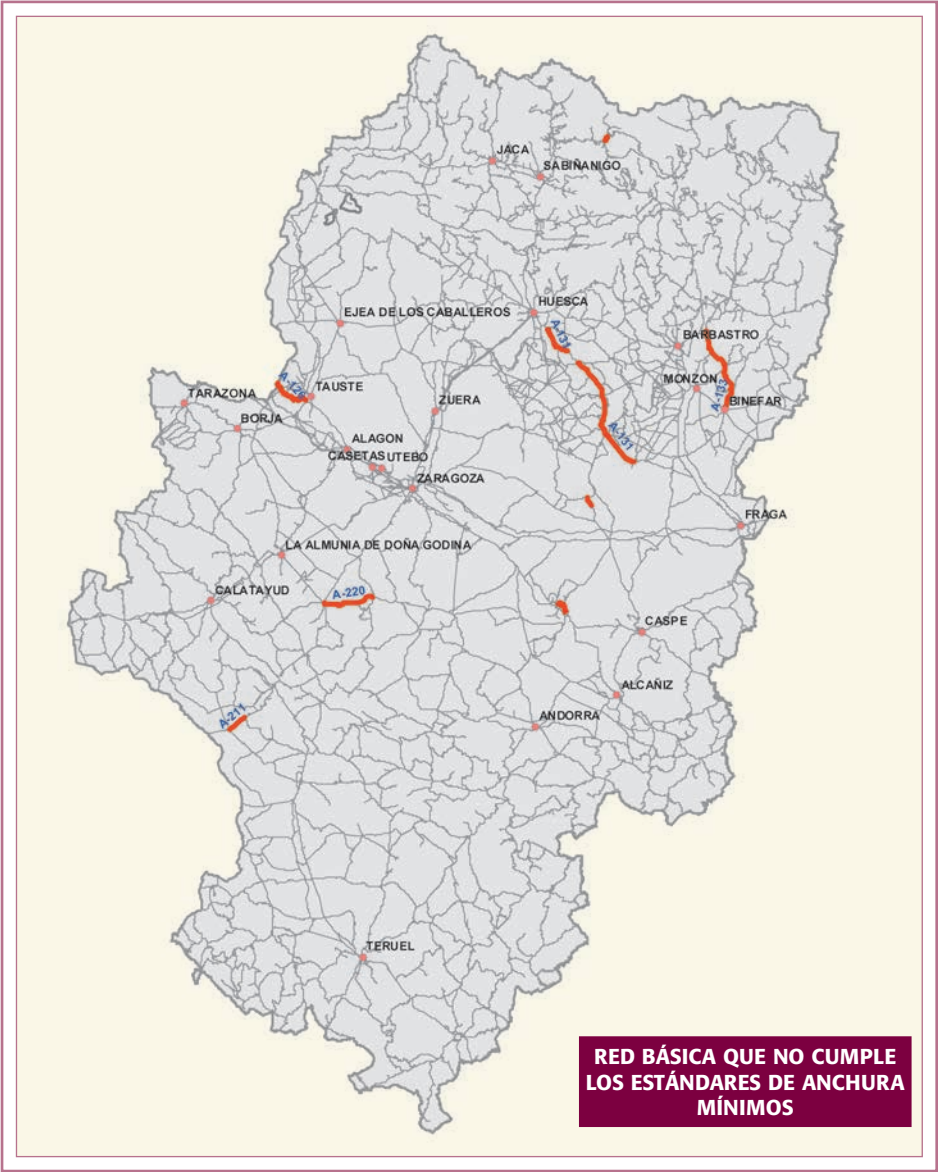 JACA
SABIÑANIGO
HUESCA
EJEA DE LOS CABALLEROS
A-131
BARBASTRO
MONZON
A-133
BINEFAR
A-126
TAUSTE
TARAZONA
ZUERA
BORJA
A-131
ALAGON
CASETAS UTEBO
ZARAGOZA
FRAGA
LA ALMUNIA DE DOÑA GODINA
CALATAYUD
A-220
CASPE
ALCAÑIZ
A-211
ANDORRA
TERUEL
RED BÁSICA QUE NO CUMPLE
LOS ESTÁNDARES DE ANCHURA
MÍNIMOS